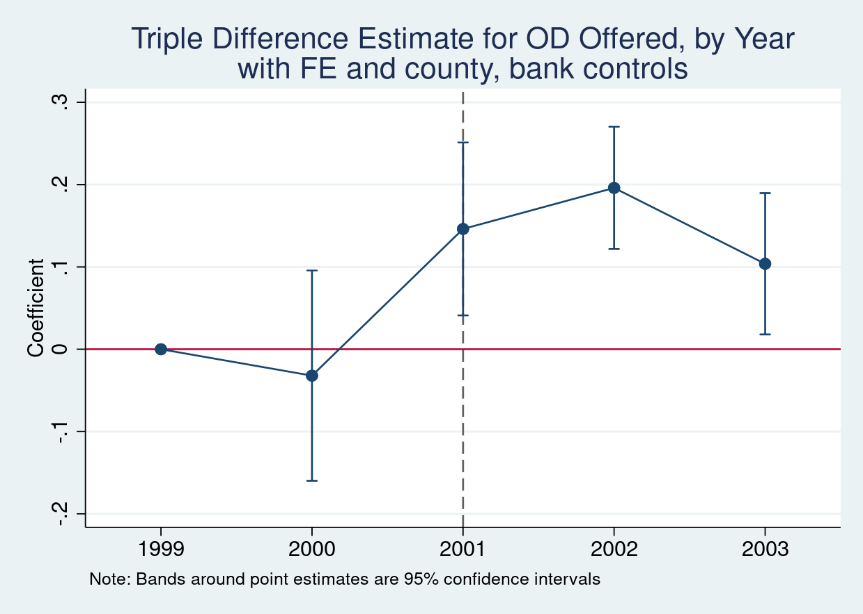 Triple Difference Estimate for OD Offered, by Year
with FE and county, bank controls
.3
.2
.1
0
-.1
-.2
Coefficient
1999 2000 2001 2002 2003
Note: Bands around point estimates are 95% confidence intervals